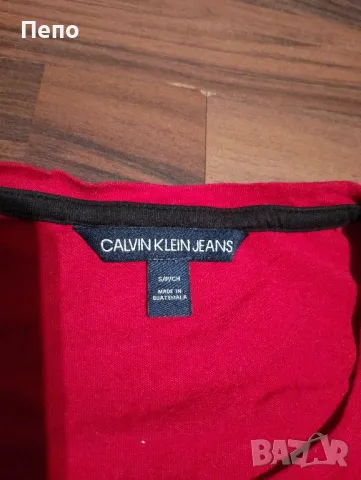 Пепо
CALVIN KLEIN JEANS
S/P/CH
MADE IN
GUATEMALA
BAZAR